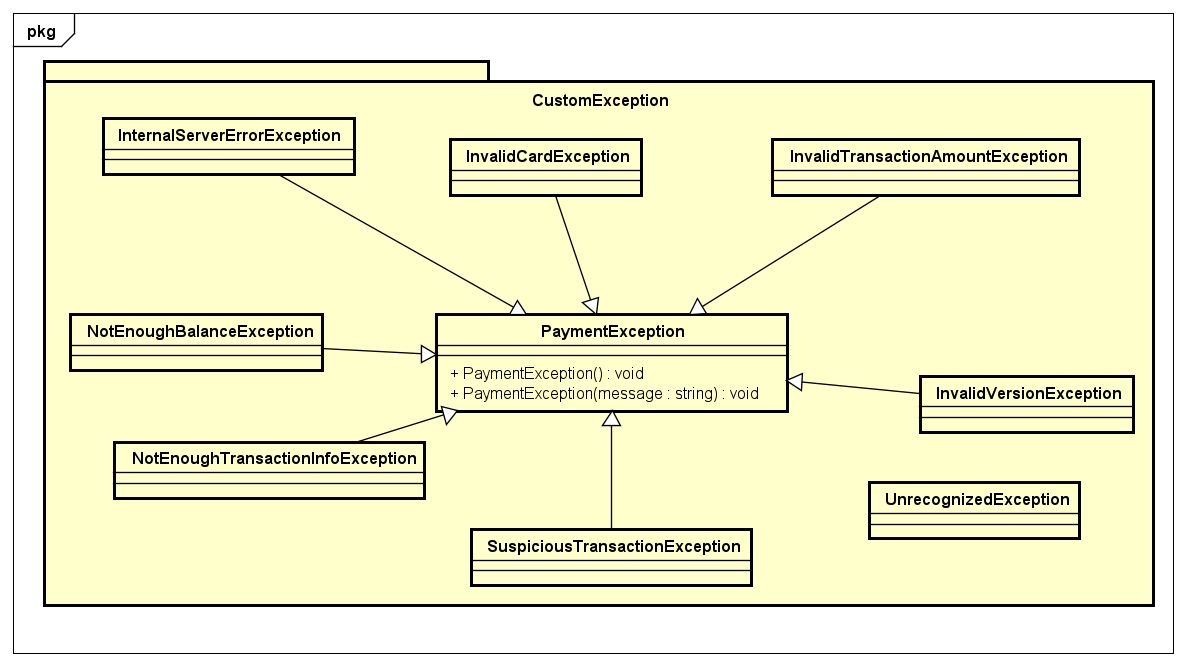 pkg
CustomException
InternalServerErrorException
InvalidCardException
InvalidTransactionAmountException
NotEnoughBalanceException
PaymentException
+ PaymentException() : void
+ PaymentException(message : string) : void
InvalidVersionException
NotEnoughTransactionInfoException
UnrecognizedException
SuspiciousTransactionException